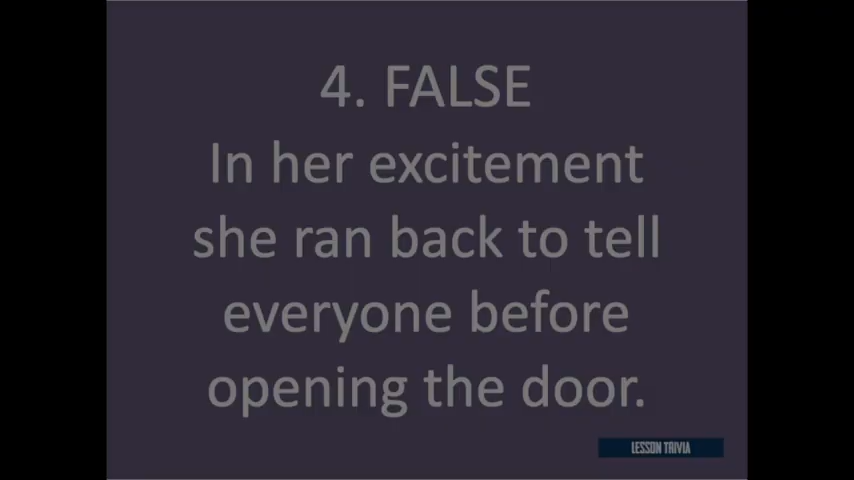 4. FALSE
In her excitement
she ran back to tell
everyone before
opening the door.
LESSON TRIVIA